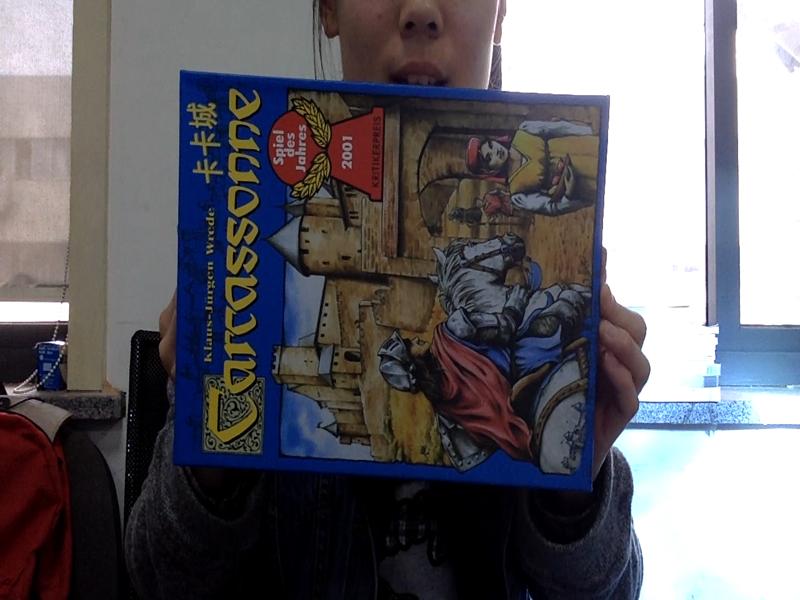 Klaus-Jürgen Wrede
Carcassonne
卡卡城
Spiel
des
Jahres
2001
KRITIKERPREIS